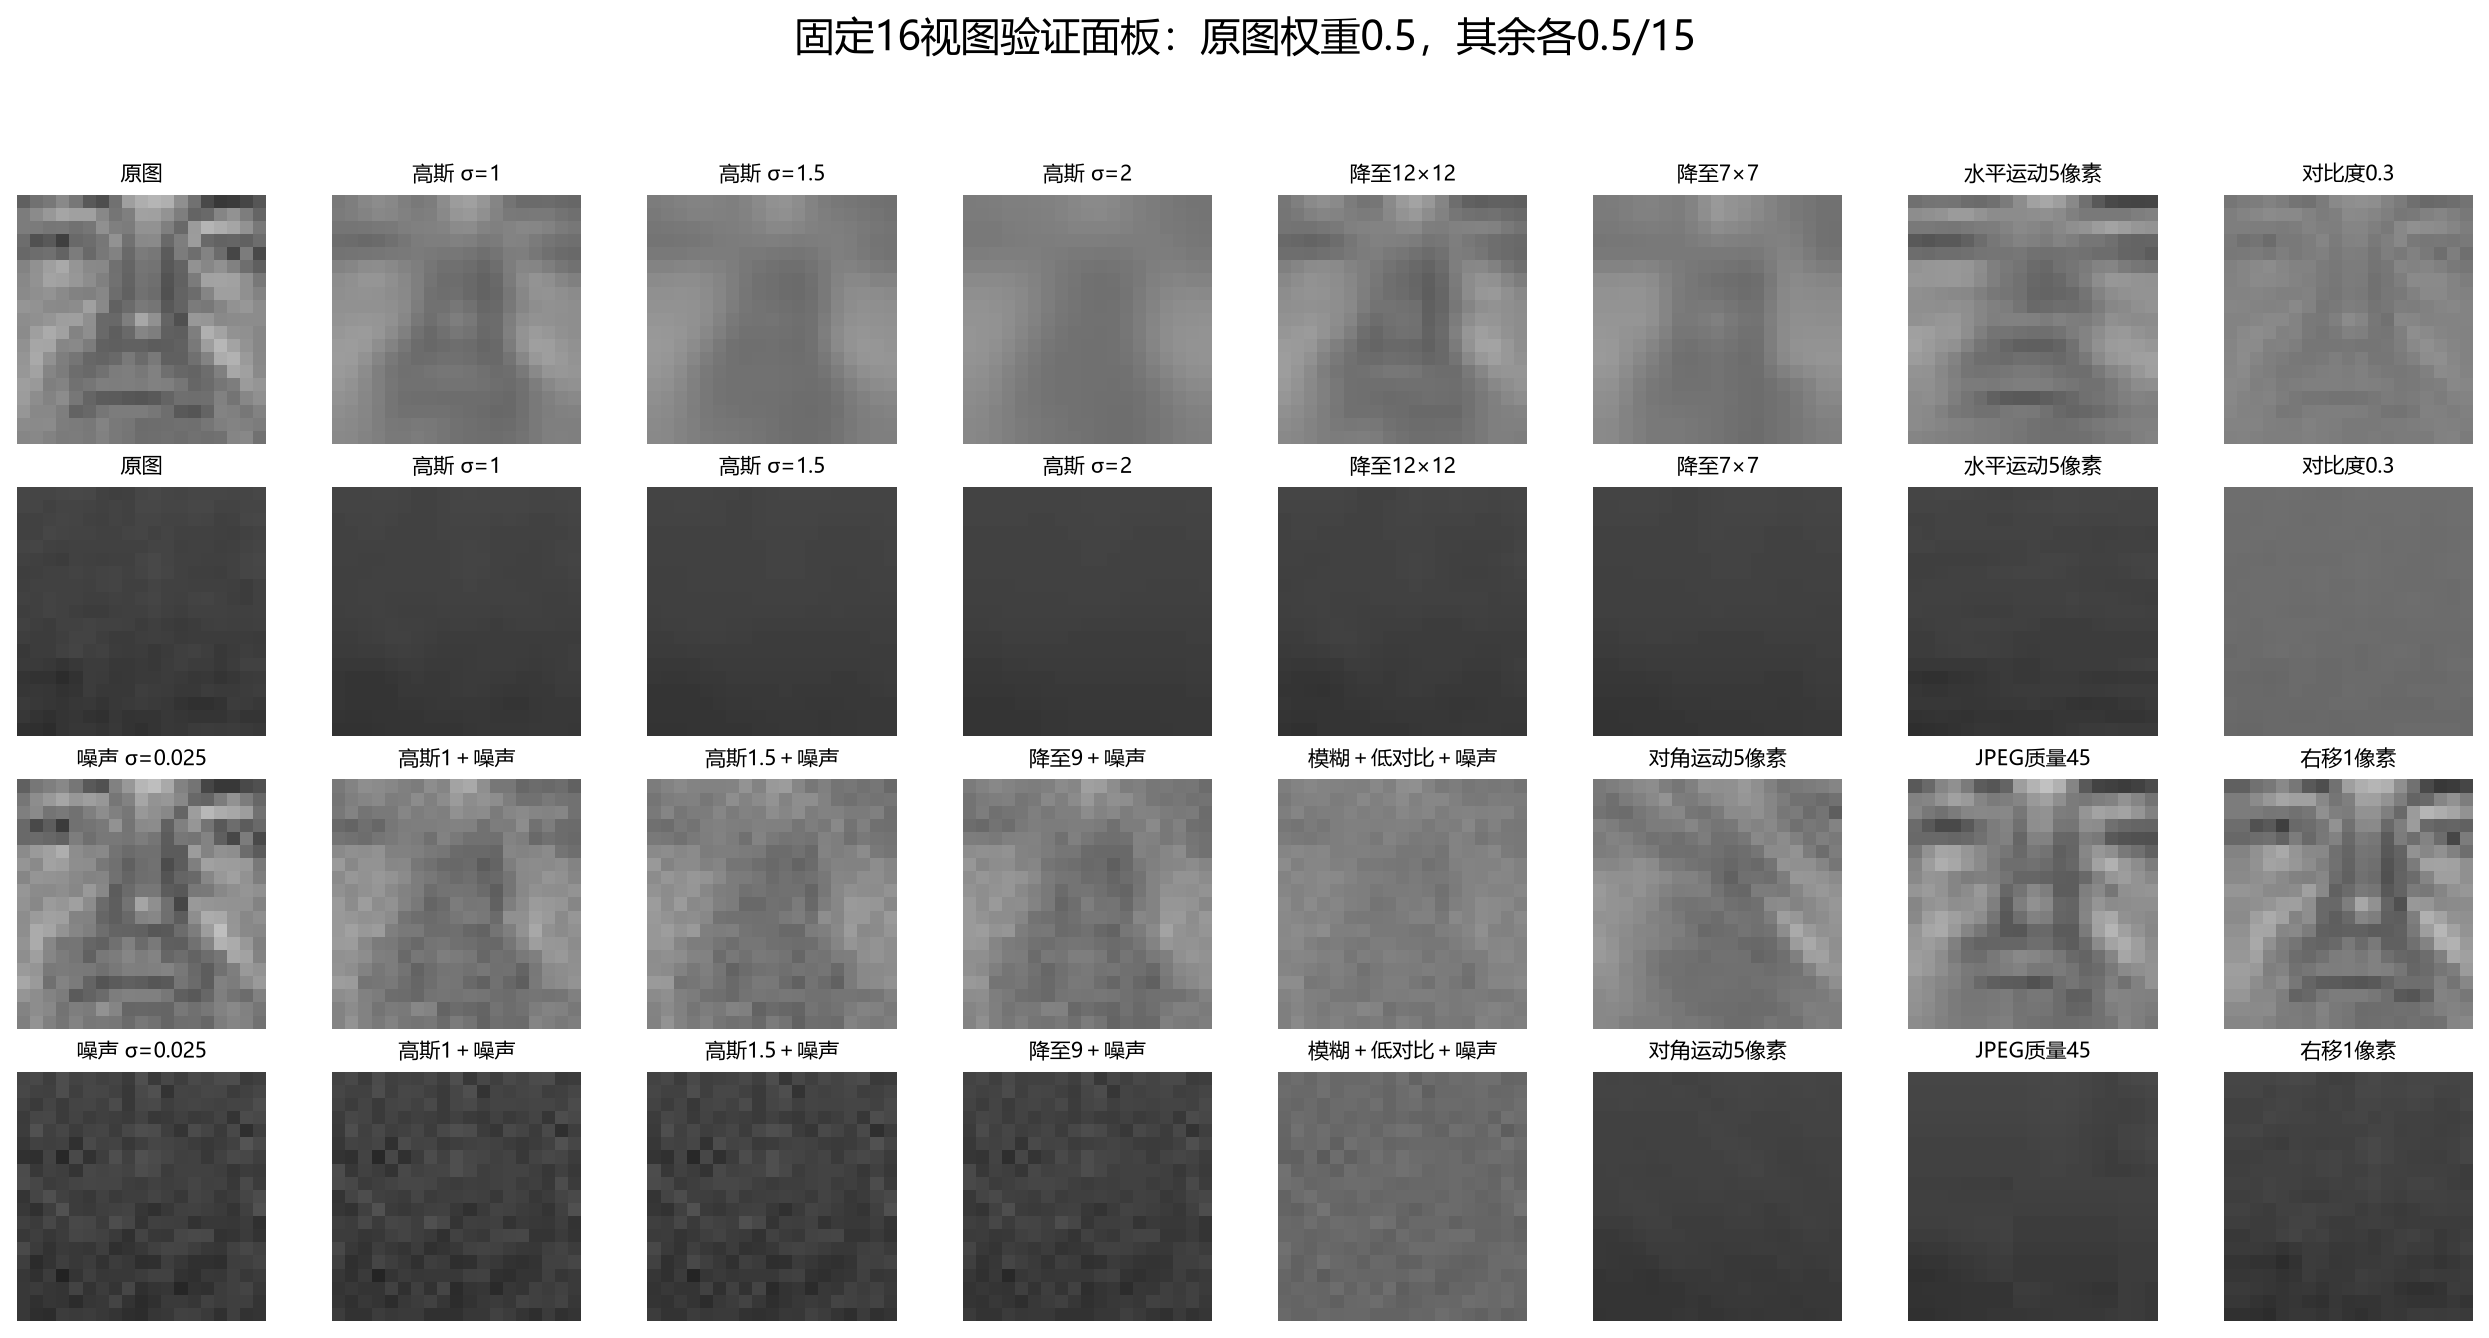 固定16视图验证面板：原图权重0.5，其余各0.5/15
原图 高斯 σ=1 高斯 σ=1.5 高斯 σ=2 降至12×12 降至7×7 水平运动5像素 对比度0.3
原图 高斯 σ=1 高斯 σ=1.5 高斯 σ=2 降至12×12 降至7×7 水平运动5像素 对比度0.3
噪声 σ=0.025 高斯1＋噪声 高斯1.5＋噪声 降至9＋噪声 模糊＋低对比＋噪声 对角运动5像素 JPEG质量45 右移1像素
噪声 σ=0.025 高斯1＋噪声 高斯1.5＋噪声 降至9＋噪声 模糊＋低对比＋噪声 对角运动5像素 JPEG质量45 右移1像素